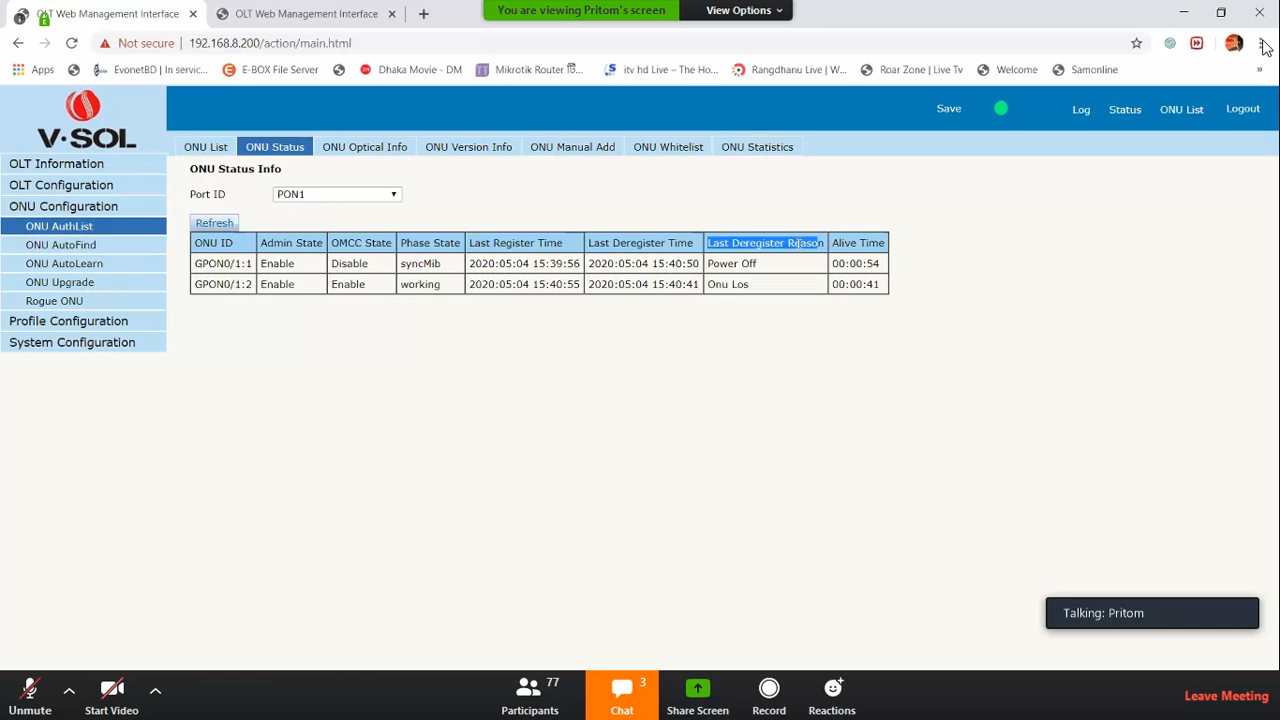 OLT Web Management Interface
OLT Web Management Interface
You are viewing Pritom's screen
View Options
Not secure
192.168.8.200/action/main.html
Apps
EvonetBD | In servic...
E-BOX File Server
Dhaka Movie - DM
Mikrotik Router
itv hd Live – The Ho...
Rangdhanu Live | W...
Roar Zone | Live Tv
Welcome
Samonline
»
V·SOL
Save
Log
Status
ONU List
Logout
ONU List
ONU Status
ONU Optical Info
ONU Version Info
ONU Manual Add
ONU Whitelist
ONU Statistics
OLT Information
OLT Configuration
ONU Configuration
ONU AuthList
ONU AutoFind
ONU AutoLearn
ONU Upgrade
Rogue ONU
Profile Configuration
System Configuration
ONU Status Info
Port ID
PON1
Refresh
ONU ID Admin State OMCC State Phase State Last Register Time Last Deregister Time Last Deregister Reason Alive Time
GPON0/1:1 Enable Disable syncMib 2020:05:04 15:39:56 2020:05:04 15:40:50 Power Off 00:00:54
GPON0/1:2 Enable Enable working 2020:05:04 15:40:55 2020:05:04 15:40:41 Onu Los 00:00:41
Talking: Pritom
Unmute
Start Video
77
Participants
3
Chat
Share Screen
Record
Reactions
Leave Meeting